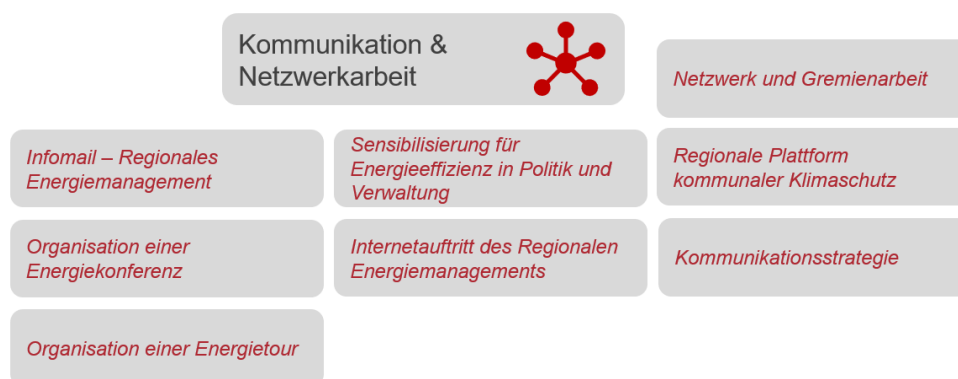 Kommunikation &
Netzwerkarbeit
Netzwerk und Gremienarbeit
Infomail – Regionales
Energiemanagement
Sensibilisierung für
Energieeffizienz in Politik und
Verwaltung
Regionale Plattform
kommunaler Klimaschutz
Organisation einer
Energiekonferenz
Internetauftritt des Regionalen
Energiemanagements
Kommunikationsstrategie
Organisation einer Energietour